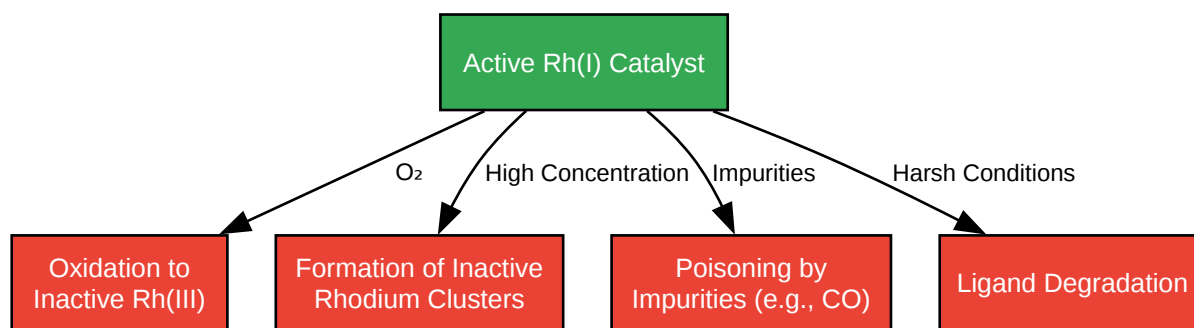 Active Rh(I) Catalyst
O₂
High Concentration
Impurities
Harsh Conditions
Oxidation to
Inactive Rh(III)
Formation of Inactive
Rhodium Clusters
Poisoning by
Impurities (e.g., CO)
Ligand Degradation